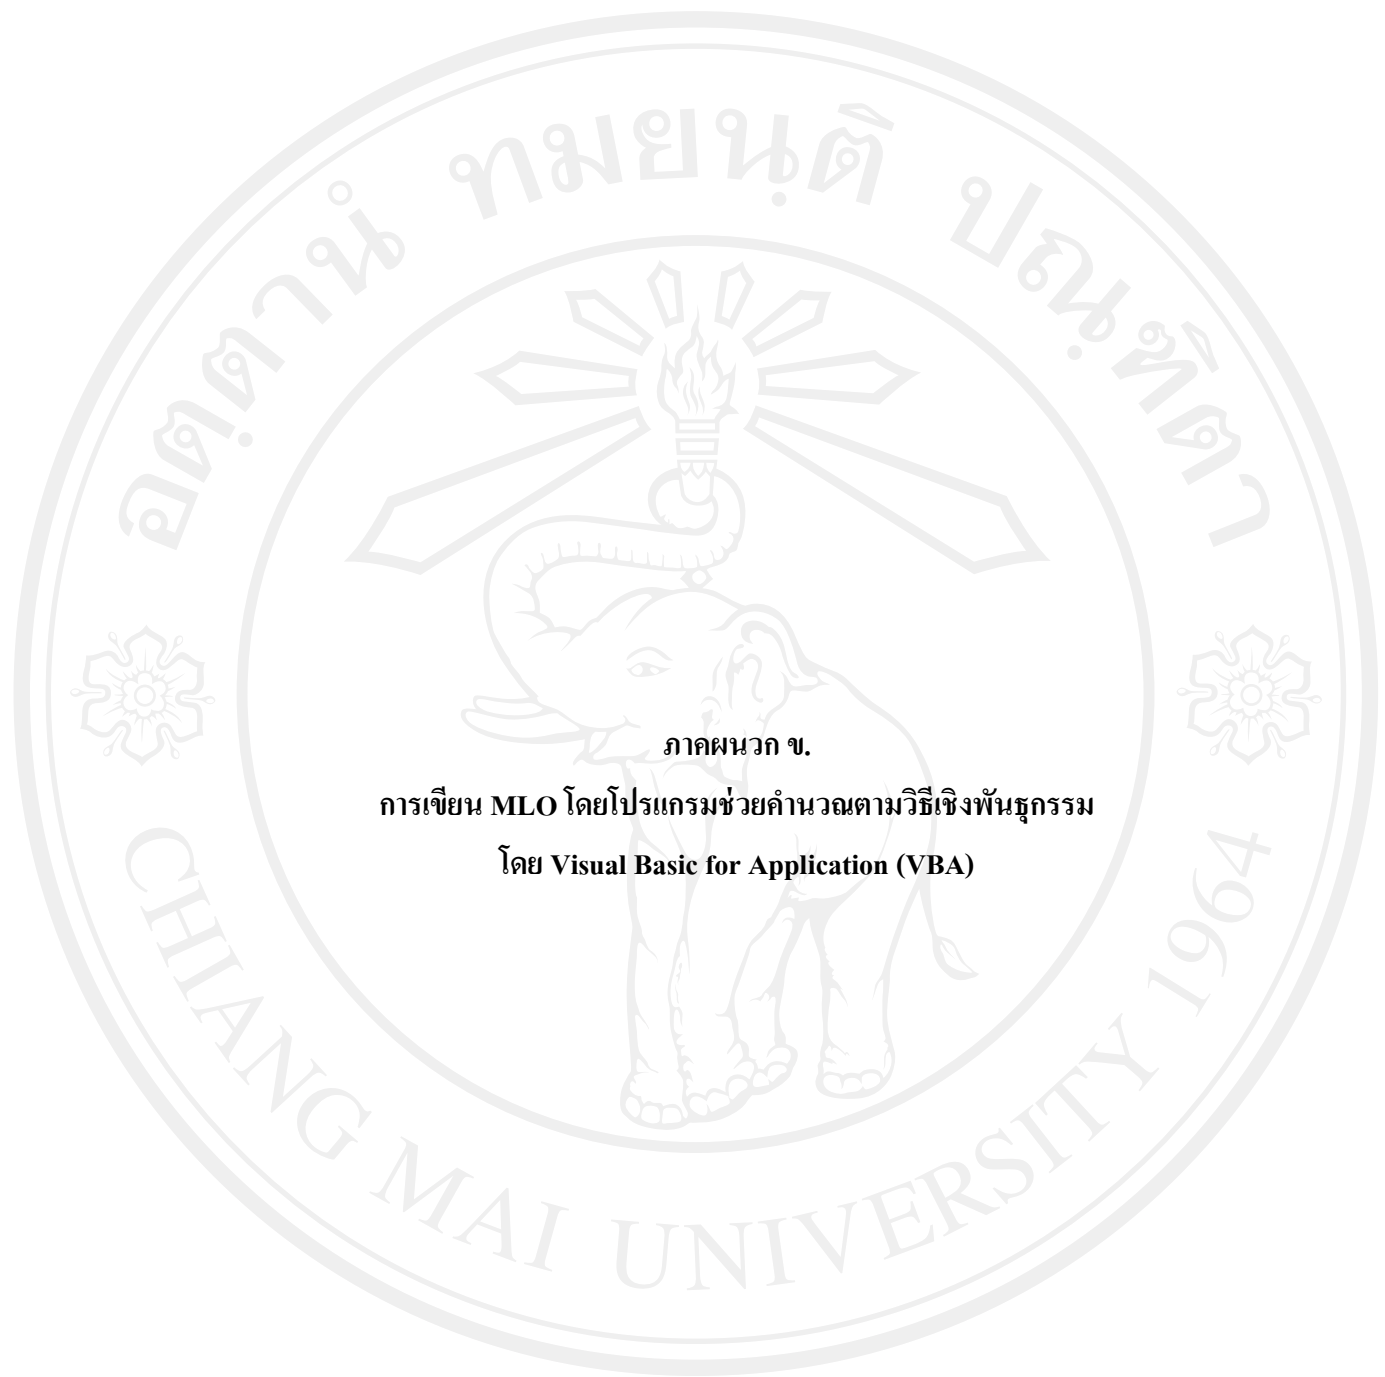 อตฺตานํ ทมยนฺติ ปณฺฑิตา
ภาคผนวก ข.
การเขียน MLO โดยโปรแกรมช่วยคำนวณตามวิธีเชิงพันธุกรรม
โดย Visual Basic for Application (VBA)
CHIANG MAI UNIVERSITY 1964